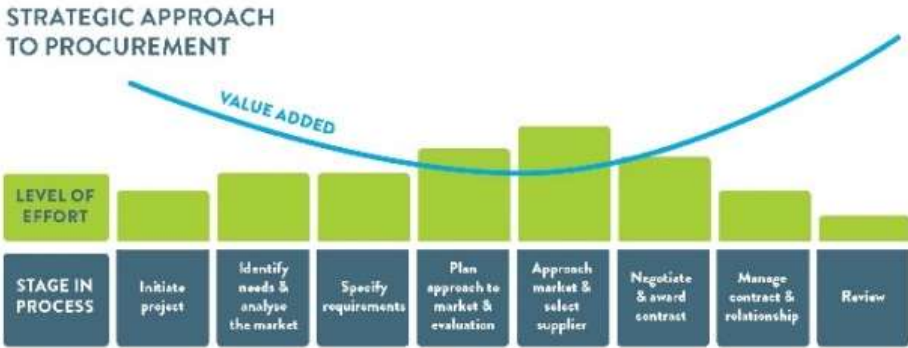 STRATEGIC APPROACH
TO PROCUREMENT
VALUE ADDED
LEVEL OF
EFFORT
STAGE IN
PROCESS
Initiate
project
Identify
needs &
analyse
the market
Specify
requirements
Plan
approach to
market &
evaluation
Approach
market &
select
supplier
Negotiate
& award
contract
Manage
contract &
relationship
Review